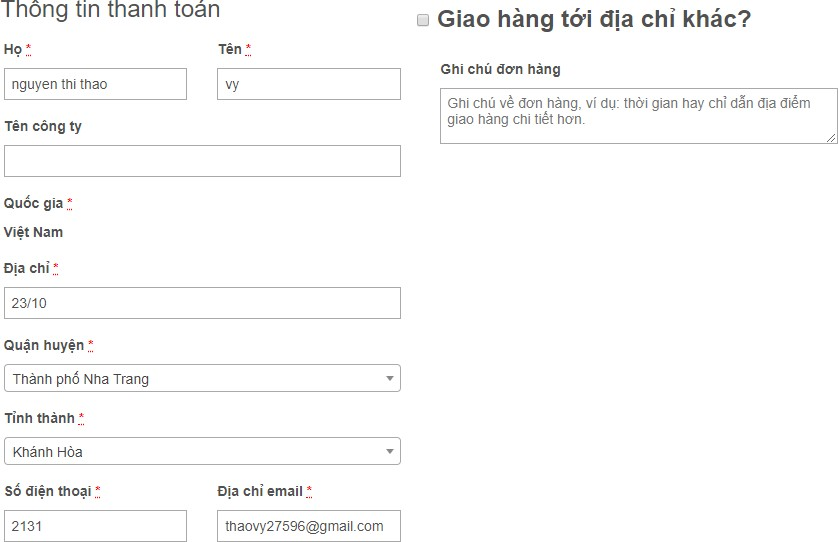 Thông tin thanh toán
Họ *
Tên *
nguyen thi thao
vy
Tên công ty
Quốc gia *
Việt Nam
Địa chỉ *
23/10
Quận huyện *
Thành phố Nha Trang
Tỉnh thành *
Khánh Hòa
Số điện thoại *
Địa chỉ email *
2131
thaovy27596@gmail.com
Giao hàng tới địa chỉ khác?
Ghi chú đơn hàng
Ghi chú về đơn hàng, ví dụ: thời gian hay chỉ dẫn địa điểm
giao hàng chi tiết hơn.